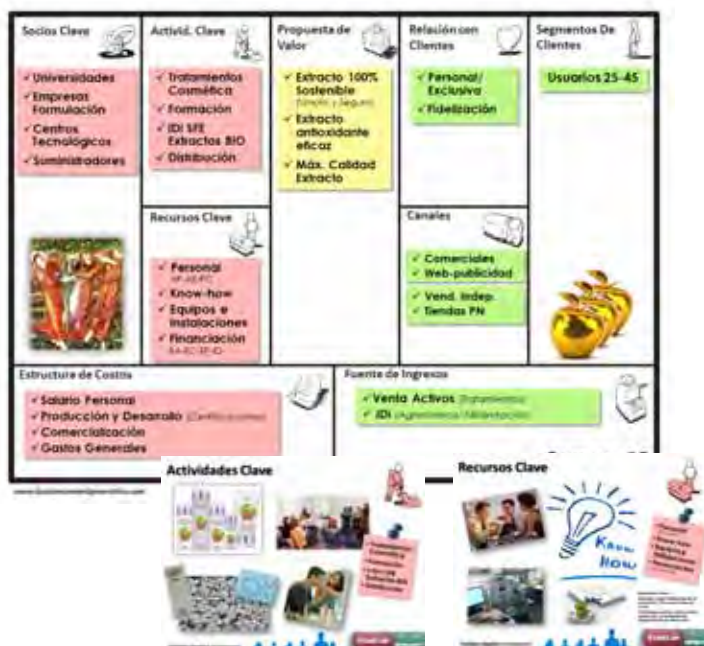 Socios Clave
✓ Universidades
✓ Empresas
Formulación
✓ Centros
Tecnológicos
✓ Suministradores
Activid. Clave
✓ Tratamientos
Cosmética
✓ Formación
✓ IDI SFE
Extractos BIO
✓ Distribución
Recursos Clave
✓ Personal
✓ Know-how
✓ Equipos e
Instalaciones
✓ Financiación
Propuesta de
Valor
✓ Extracto 100%
Sostenible
✓ Extracto
antioxidante
eficaz
✓ Máx. Calidad
Extracto
Relación con
Clientes
✓ Personal/
Exclusiva
✓ Fidelización
Canales
✓ Comerciales
✓ Web-publicidad
✓ Vend. Indep.
✓ Tiendas PN
Segmentos De
Clientes
Usuarios 25-45
Estructura de Costos
✓ Salario Personal
✓ Producción y Desarrollo
✓ Comercialización
✓ Gastos Generales
Fuente de Ingresos
✓ Venta Activos (Tratamientos)
✓ IDI
Actividades Clave
Recursos Clave
KNOW
HOW